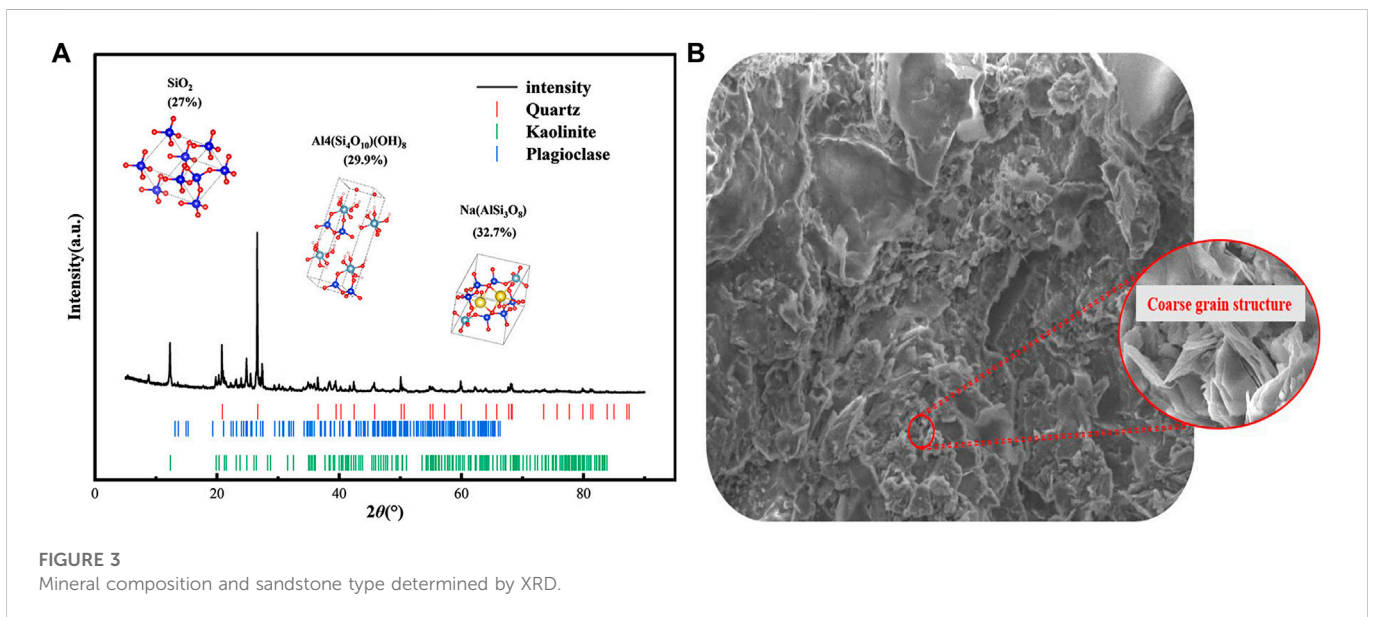 A
B
SiO₂
(27%)
intensity
Quartz
Kaolinite
Plagioclase
Al4(Si₄O₁₀)(OH)₈
(29.9%)
Na(AlSi₃O₈)
(32.7%)
Intensity(a.u.)
0 20 40 60 80
2θ(°)
Coarse grain structure
FIGURE 3
Mineral composition and sandstone type determined by XRD.